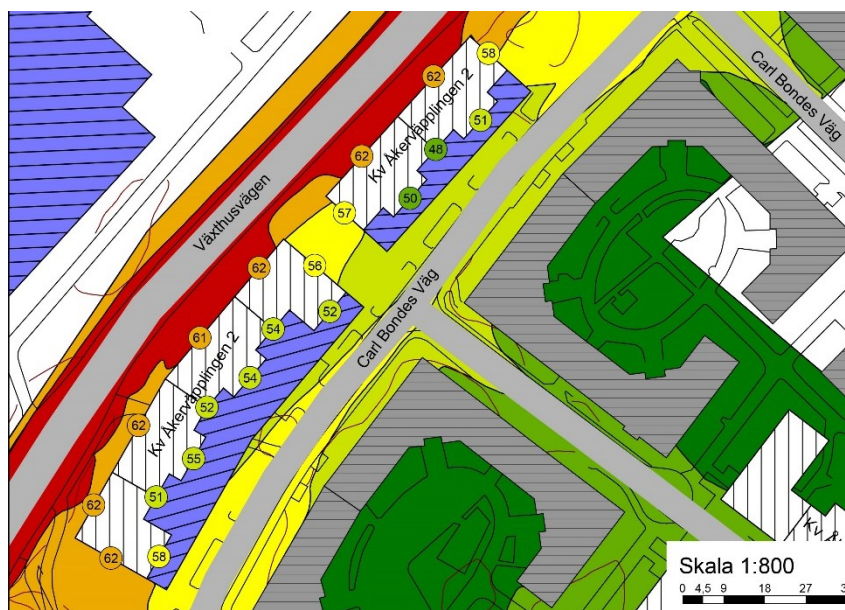 Carl Bondes Väg
58
62
Kv Åkerväpplingen 2
51
48
62
50
57
Växthusvägen
62
56
52
54
61
Carl Bondes Väg
54
Kv Åkerväpplingen 2
52
62
55
51
62
58
62
Skala 1:800
0 4,5 9 18 27